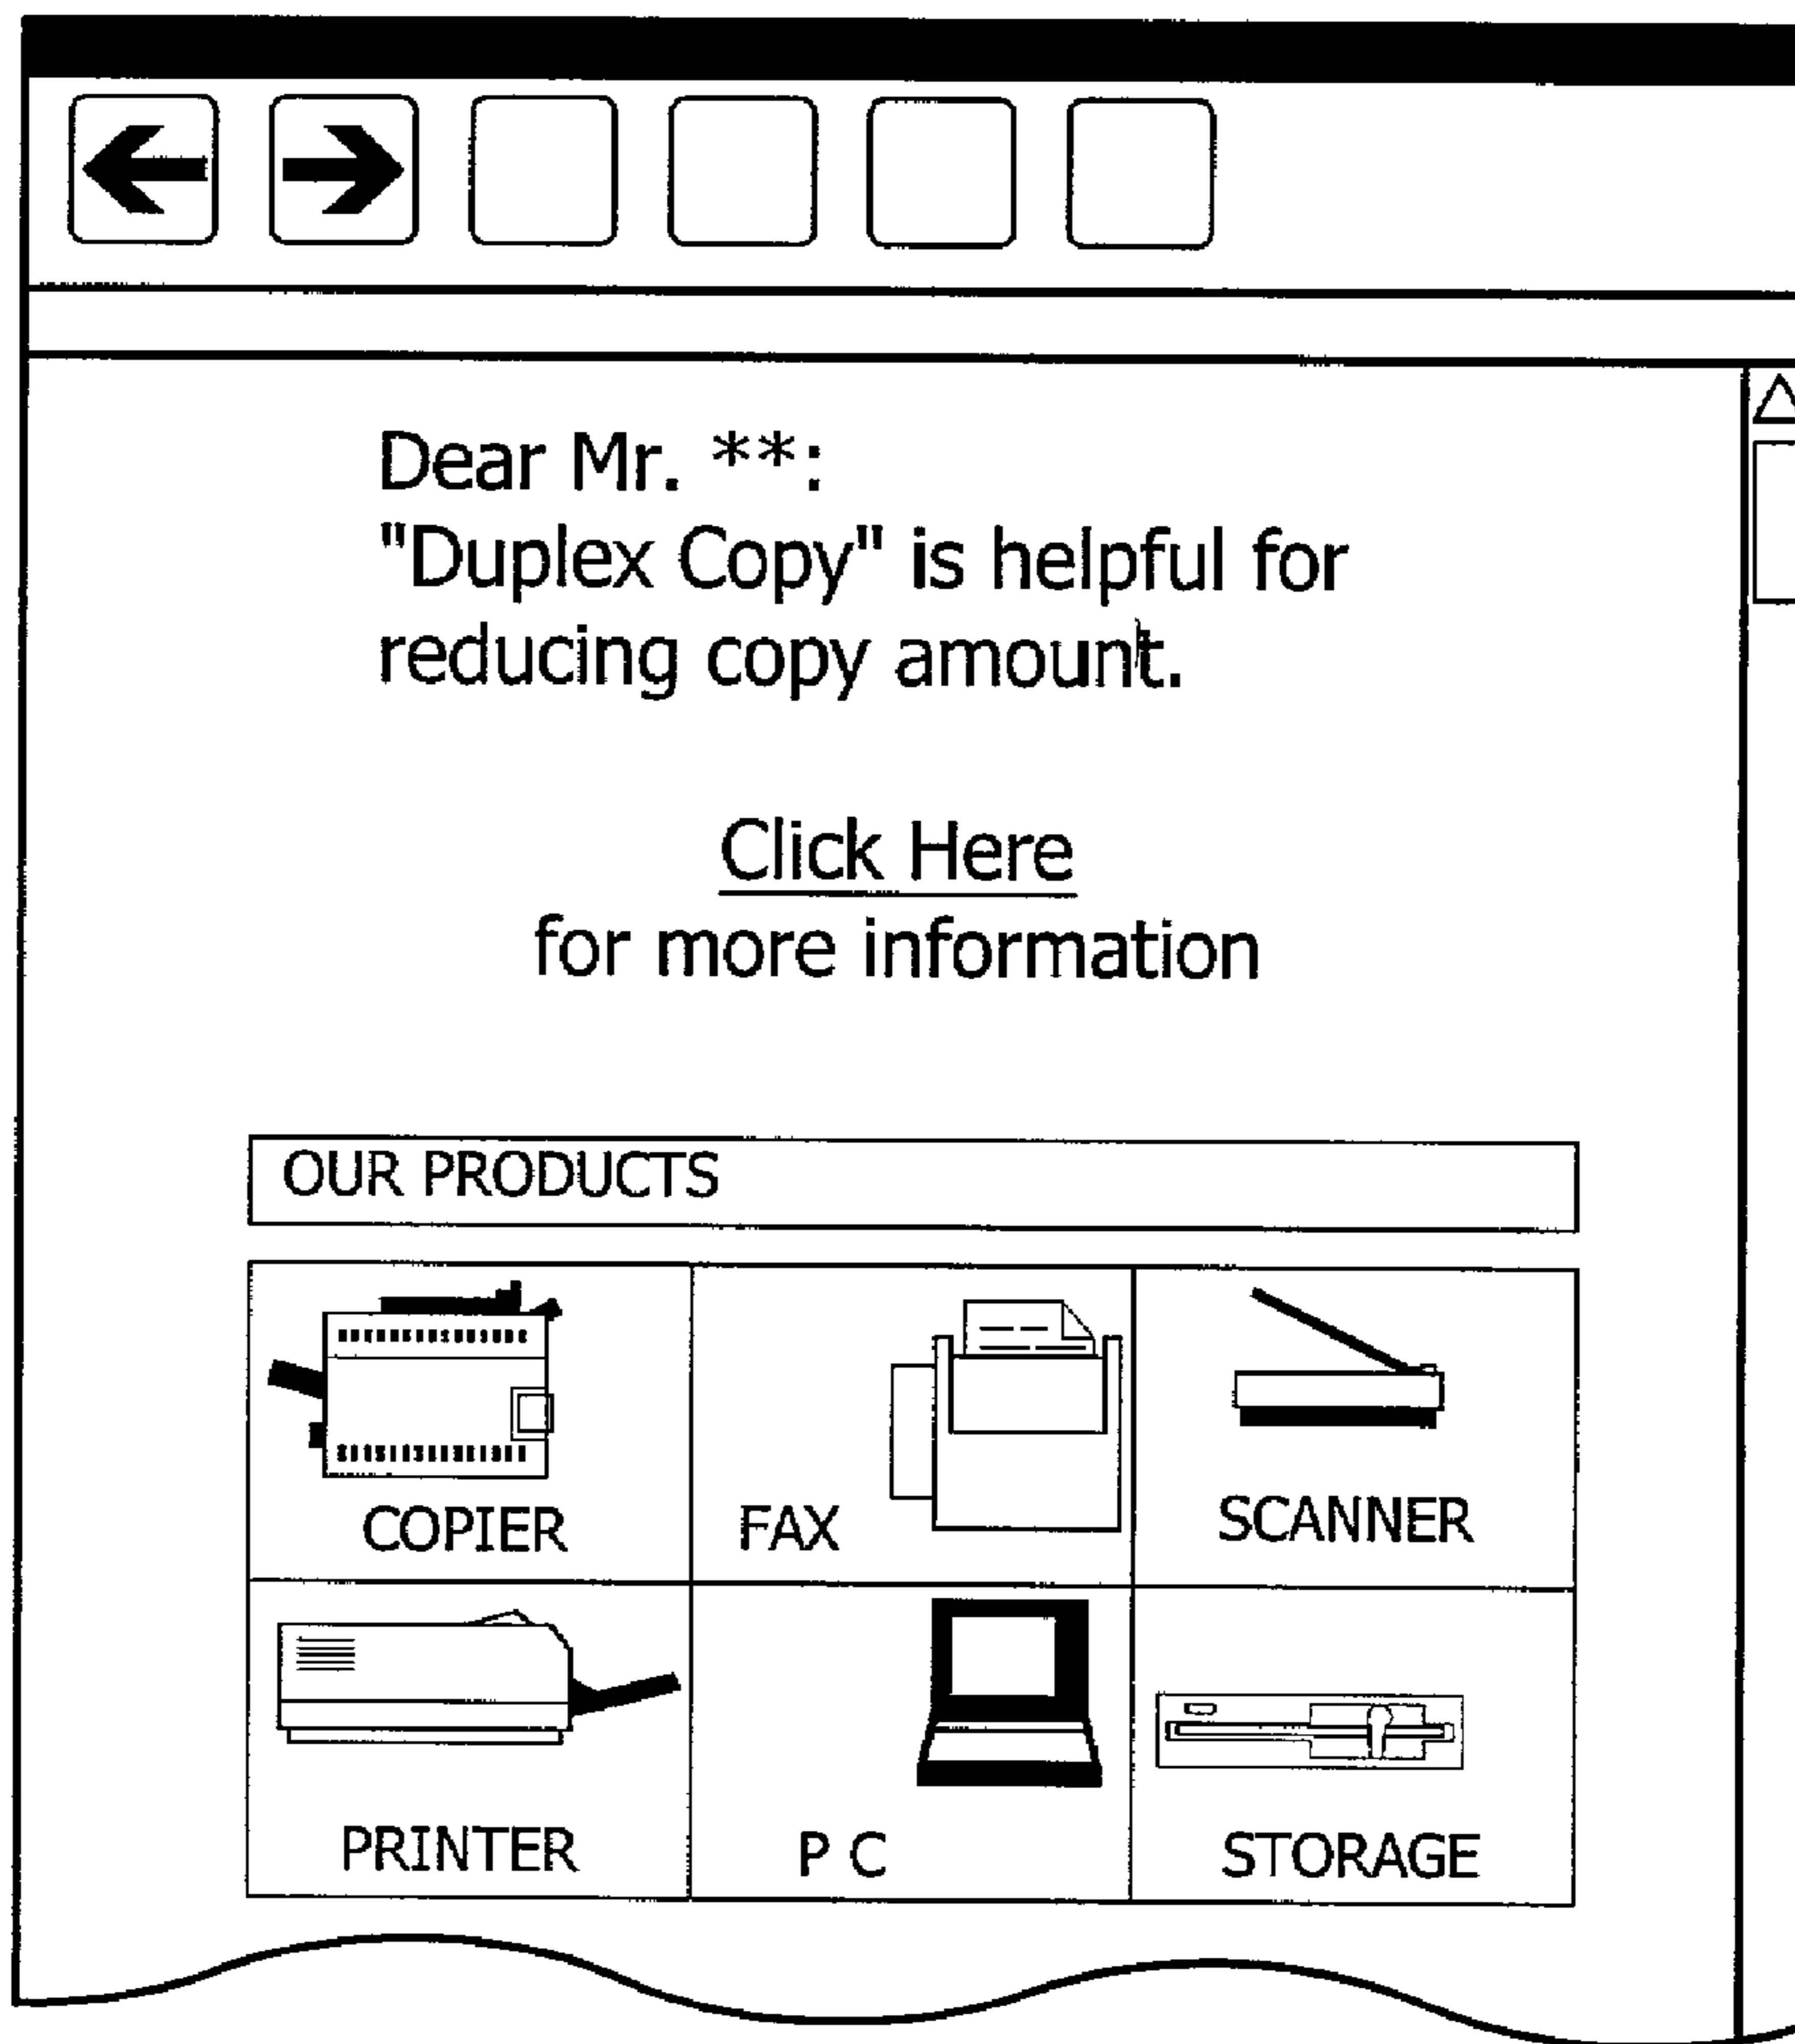 Dear Mr. **:
"Duplex Copy" is helpful for
reducing copy amount.
Click Here
for more information
OUR PRODUCTS
COPIER
FAX
SCANNER
PRINTER
P C
STORAGE